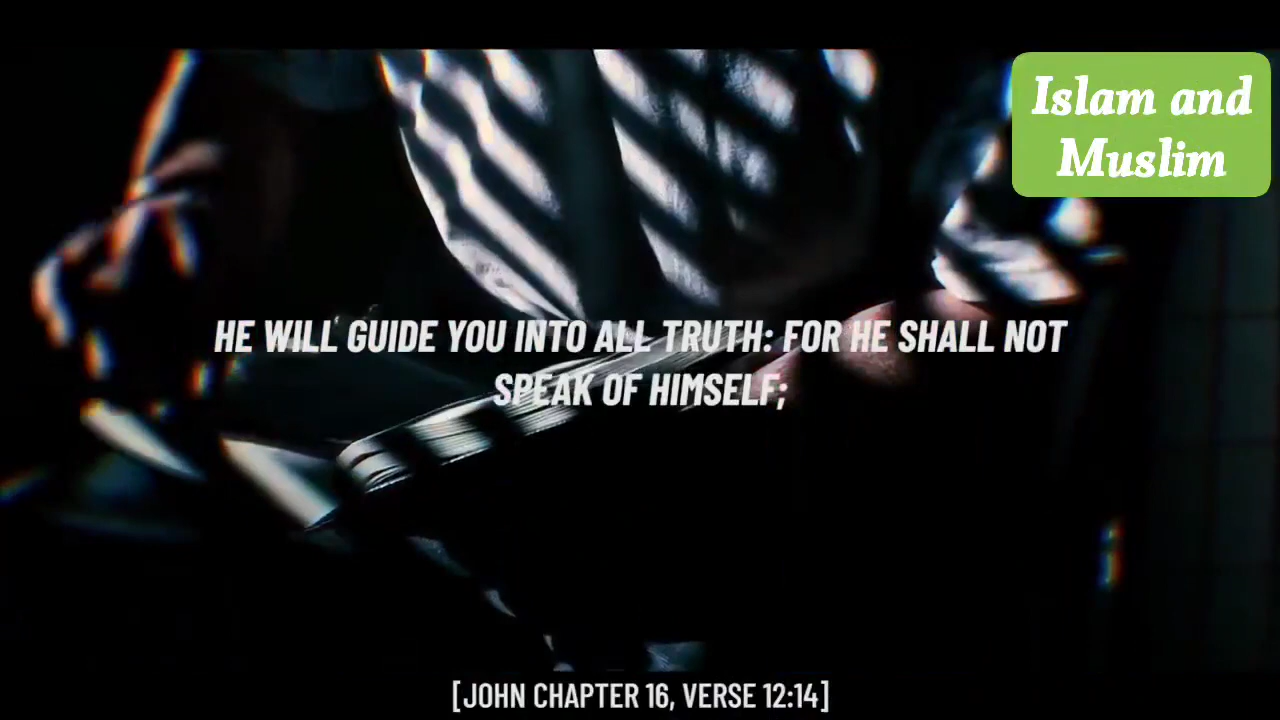 Islam and
Muslim
HE WILL GUIDE YOU INTO ALL TRUTH: FOR HE SHALL NOT
SPEAK OF HIMSELF;
[JOHN CHAPTER 16, VERSE 12:14]